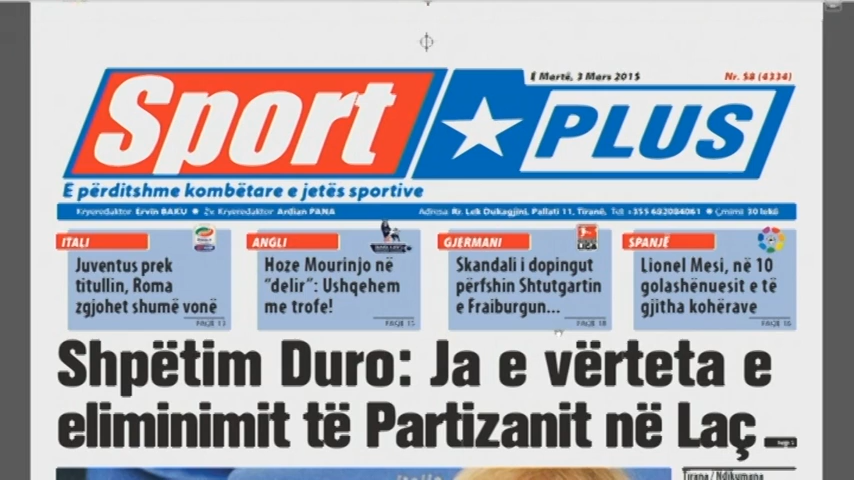 E Martë, 3 Mars 2015
Nr. 58 (4334)
Sport PLUS
E përditshme kombëtare e jetës sportive
Kryeredaktor Ervin BAKU • Zv. Kryeredaktor Ardian PANA
Adresa: Rr. Lek Dukagjini, Pallati 11, Tiranë, Tel: +355 682084061 • Çmimi 30 lekë
ITALI
Juventus prek
titullin, Roma
zgjohet shumë vonë
FAQE 13
ANGLI
Hoze Mourinjo në
"delir": Ushqehem
me trofe!
FAQE 15
GJERMANI
Skandali i dopingut
përfshin Shtutgartin
e Fraiburgun...
FAQE 18
SPANJË
Lionel Mesi, në 10
golashënuesit e të
gjitha kohërave
FAQE 16
Shpëtim Duro: Ja e vërteta e
eliminimit të Partizanit në Laç
Tirana / Ndikumana